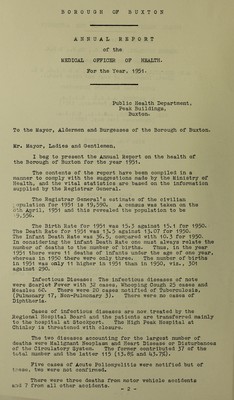 BOROUGH OF BUXTON
ANNUAL REPORT
of the
MEDICAL OFFICER OF HEALTH.
For the Year, 1951.
Public Health Department,
Peak Buildings,
Buxton.
To the Mayor, Aldermen and Burgesses of the Borough of Buxton.
Mr. Mayor, Ladies and Gentlemen,
I beg to present the Annual Report on the health of
the Borough of Buxton for the year 1951.
The contents of the report have been compiled in a
manner to comply with the suggestions made by the Ministry of
Health, and the vital statistics are based on the information
supplied by the Registrar General.
The Registrar General's estimate of the civilian
population for 1951 is 19,590. A census was taken on the
April, 1951 and this revealed the population to be
The Birth Rate for 1951 was 15.3 against 15.1 for 1950.
The Death Rate for 1951 was 15.3 against 13.07 for 1950.
The Infant Death Rate was 36.5, compared with 10.3 for 1950.
In considering the infant Death Rate one must always relate the
number of deaths to the number of births. Thus, in the year
1951 there were 11 deaths of infants under the age of one year,
whereas in 1950 there were only three. The number of births
in 1951 was only 11 higher in 1951 than in 1950, i.e. 301
against 290.
Infectious Disease: The infectious diseases of note
were Scarlet Fever with 32 cases, Whooping Cough 25 cases and
Measles 60. There were 20 cases notified of Tuberculosis,
(Pulmonary 17, Non-Pulmonary 3). There were no cases of
Diphtheria.
Cases of infectious diseases are now treated by the
Regional Hospital Board and the patients are transferred mainly
to the hospital at Stockport. The High Peak Hospital at
Chinley is threatened with closure.
The two diseases accounting for the largest number of
deaths were Malignant Neoplasm and Heart Disease or Disturbances
of the Circulatory System. The former contributed 37 of the
total number and the latter 115 (13.8% and 43.7%).
Five cases of Acute Poliomyelitis were notified but of
these, two were not confirmed.
There were three deaths from motor vehicle accidents
and 7 from all other accidents.
- 2 -